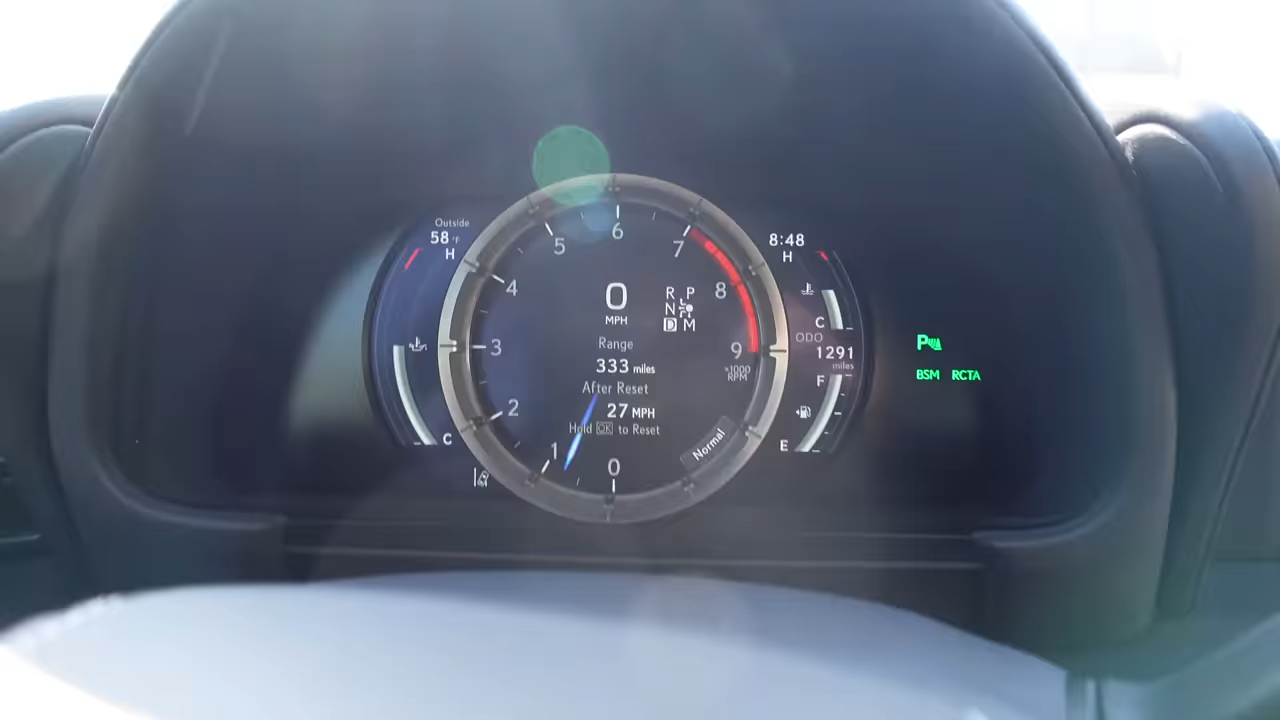 Outside
58 °F
H
C
8:48
H
C
ODO
1291
miles
F
E
0
1
2
3
4
5
6
7
8
9
x1000
RPM
0
MPH
R P
N
D M
Range
333 miles
After Reset
27 MPH
Hold OK to Reset
Normal
P
BSM RCTA